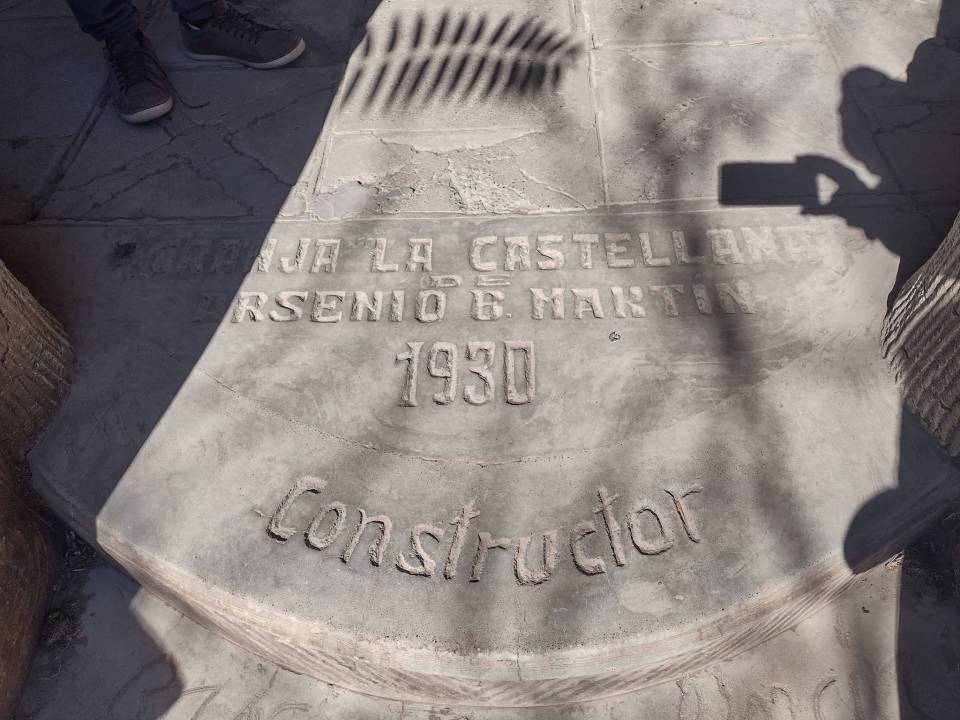 GRANJA LA CASTELLANA
DE
ARSENIO B. MARTIN
1930
Constructor